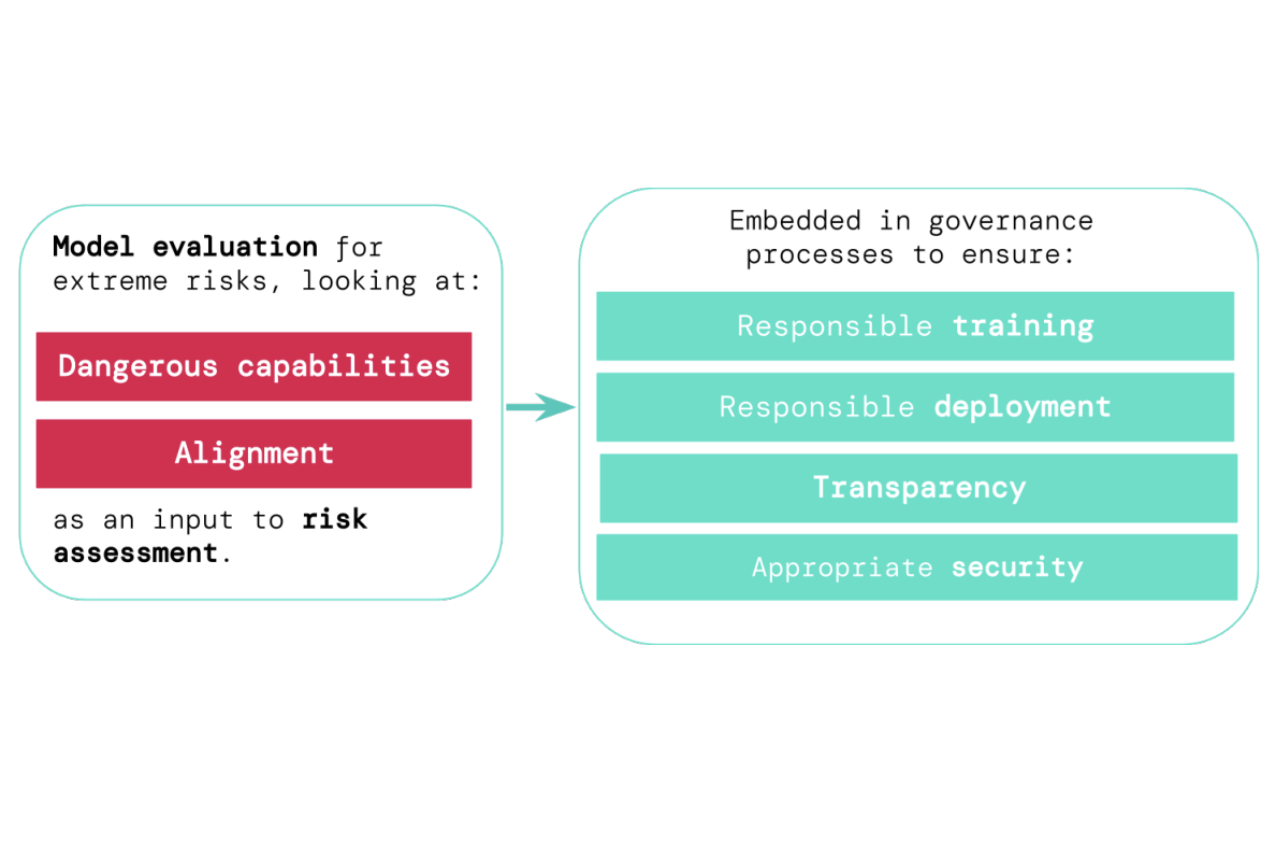 Model evaluation for
extreme risks, looking at:
Dangerous capabilities
Alignment
as an input to risk
assessment.
Embedded in governance
processes to ensure:
Responsible training
Responsible deployment
Transparency
Appropriate security